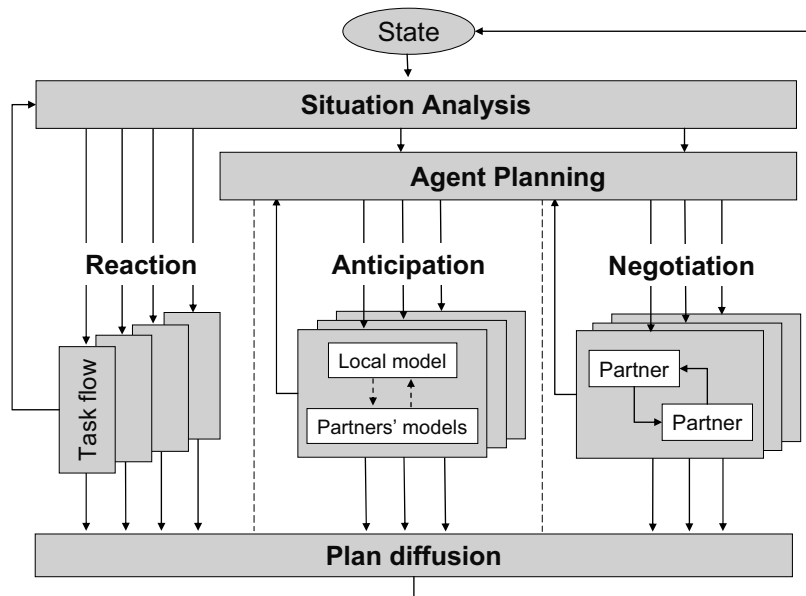 State
Situation Analysis
Agent Planning
Reaction
Anticipation
Negotiation
Task flow
Local model
Partners’ models
Partner
Partner
Plan diffusion